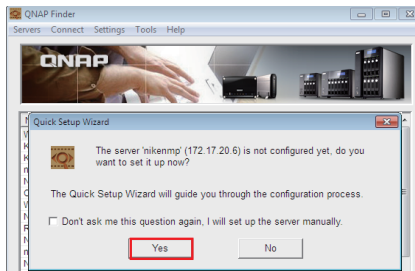 QNAP Finder
Servers Connect Settings Tools Help
QNAP
Quick Setup Wizard
The server 'nikenmp' (172.17.20.6) is not configured yet, do you
want to set it up now?
The Quick Setup Wizard will guide you through the configuration process.
Don't ask me this question again, I will set up the server manually.
Yes No